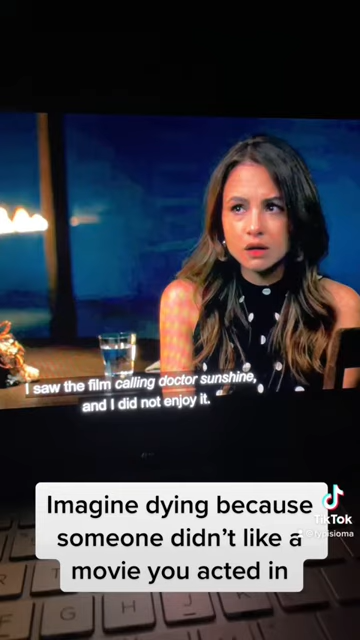 I saw the film calling doctor sunshine,
and I did not enjoy it.
Imagine dying because
someone didn't like a
movie you acted in
TikTok
F
G
H
J